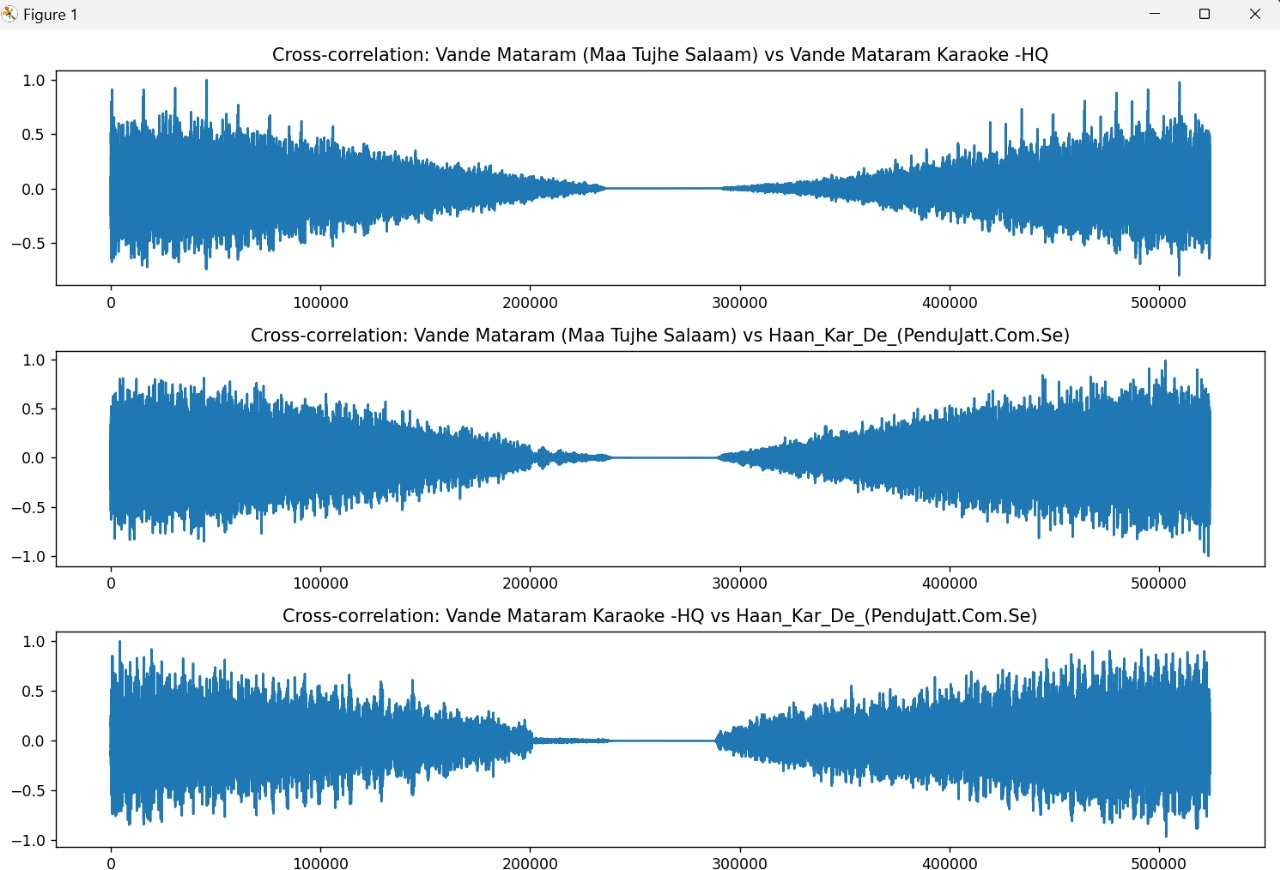 Figure 1
Cross-correlation: Vande Mataram (Maa Tujhe Salaam) vs Vande Mataram Karaoke -HQ
1.0
0.5
0.0
−0.5
0 100000 200000 300000 400000 500000
Cross-correlation: Vande Mataram (Maa Tujhe Salaam) vs Haan_Kar_De_(PenduJatt.Com.Se)
1.0
0.5
0.0
−0.5
−1.0
0 100000 200000 300000 400000 500000
Cross-correlation: Vande Mataram Karaoke -HQ vs Haan_Kar_De_(PenduJatt.Com.Se)
1.0
0.5
0.0
−0.5
−1.0
0 100000 200000 300000 400000 500000